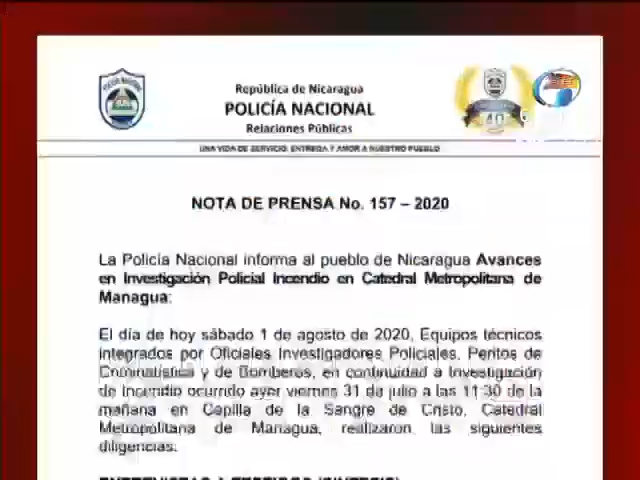 República de Nicaragua
POLICÍA NACIONAL
Relaciones Públicas
UNA VIDA DE SERVICIO, ENTREGA Y AMOR A NUESTRO PUEBLO
NOTA DE PRENSA No. 157 – 2020
La Policía Nacional informa al pueblo de Nicaragua Avances
en Investigación Policial Incendio en Catedral Metropolitana de
Managua:
El día de hoy sábado 1 de agosto de 2020, Equipos técnicos
integrados por Oficiales Investigadores Policiales, Peritos de
Criminalística y de Bomberos, en continuidad a Investigación
de Incendio ocurrido ayer viernes 31 de julio a las 11:30 de la
mañana en Capilla de la Sangre de Cristo, Catedral
Metropolitana de Managua, realizaron las siguientes
diligencias: